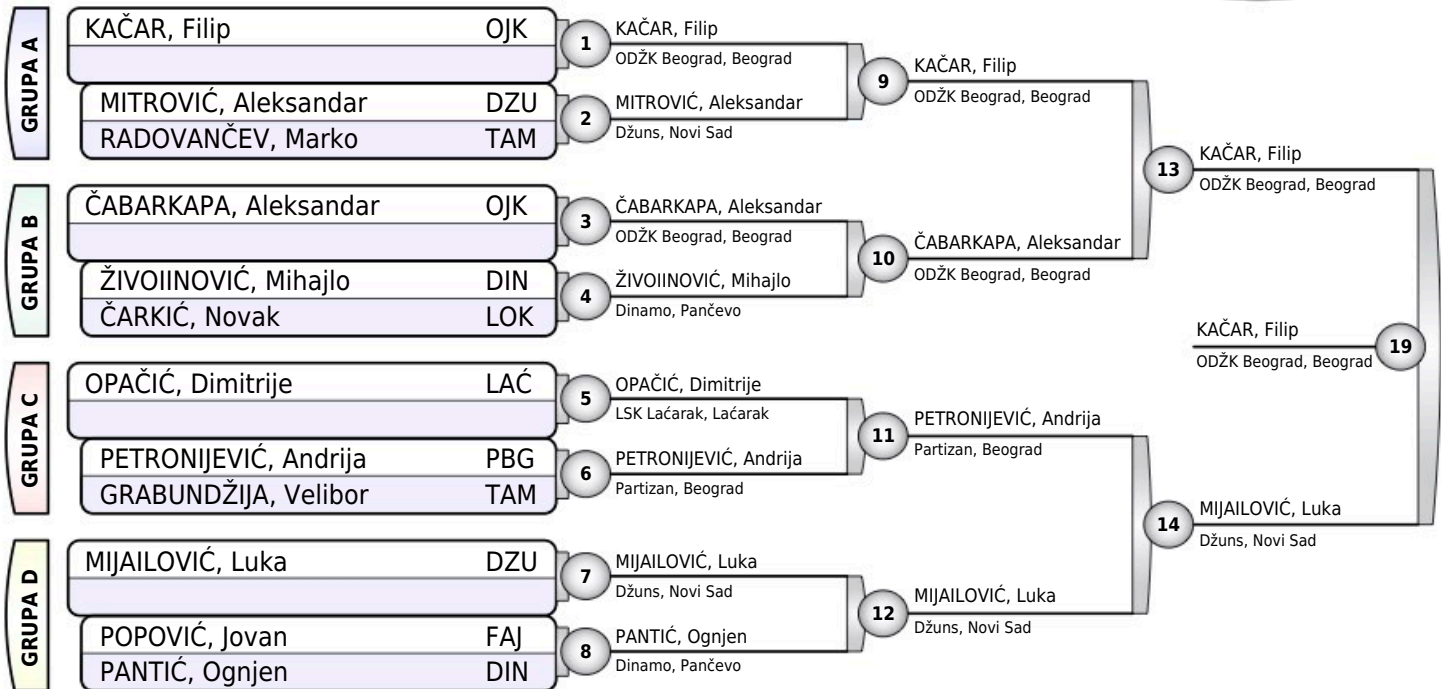 GRUPA A
KAČAR, Filip OJK
MITROVIĆ, Aleksandar DZU
RADOVANČEV, Marko TAM
GRUPA B
ČABARKAPA, Aleksandar OJK
ŽIVOIINOVIĆ, Mihajlo DIN
ČARKIĆ, Novak LOK
GRUPA C
OPAČIĆ, Dimitrije LAĆ
PETRONIJEVIĆ, Andrija PBG
GRABUNDŽIJA, Velibor TAM
GRUPA D
MIJAILOVIĆ, Luka DZU
POPOVIĆ, Jovan FAJ
PANTIĆ, Ognjen DIN
1
KAČAR, Filip
ODŽK Beograd, Beograd
2
MITROVIĆ, Aleksandar
Džuns, Novi Sad
3
ČABARKAPA, Aleksandar
ODŽK Beograd, Beograd
4
ŽIVOIINOVIĆ, Mihajlo
Dinamo, Pančevo
5
OPAČIĆ, Dimitrije
LSK Laćarak, Laćarak
6
PETRONIJEVIĆ, Andrija
Partizan, Beograd
7
MIJAILOVIĆ, Luka
Džuns, Novi Sad
8
PANTIĆ, Ognjen
Dinamo, Pančevo
9
KAČAR, Filip
ODŽK Beograd, Beograd
10
ČABARKAPA, Aleksandar
ODŽK Beograd, Beograd
11
PETRONIJEVIĆ, Andrija
Partizan, Beograd
12
MIJAILOVIĆ, Luka
Džuns, Novi Sad
13
KAČAR, Filip
ODŽK Beograd, Beograd
14
MIJAILOVIĆ, Luka
Džuns, Novi Sad
KAČAR, Filip
ODŽK Beograd, Beograd
19